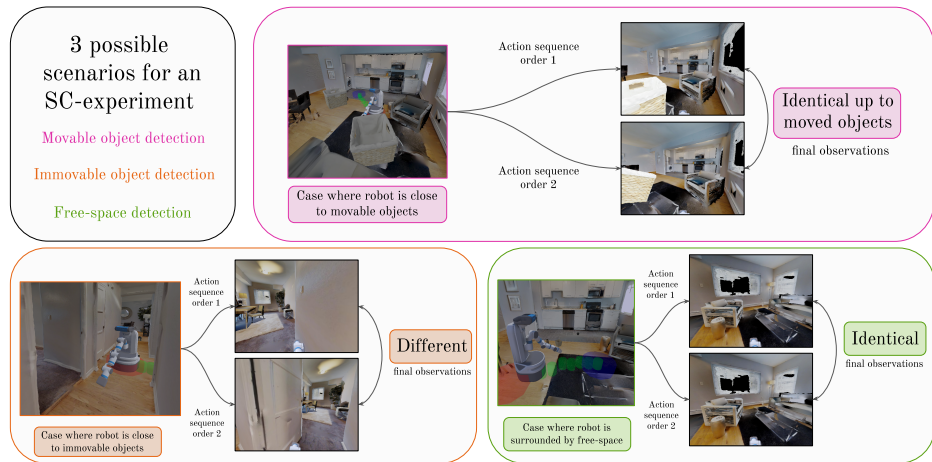 3 possible
scenarios for an
SC-experiment
Movable object detection
Immovable object detection
Free-space detection
Action sequence
order 1
Action sequence
order 2
Case where robot is close
to movable objects
Identical up to
moved objects
final observations
Action
sequence
order 1
Action
sequence
order 2
Case where robot is close
to immovable objects
Different
final observations
Action
sequence
order 1
Action
sequence
order 2
Case where robot is
surrounded by free-space
Identical
final observations